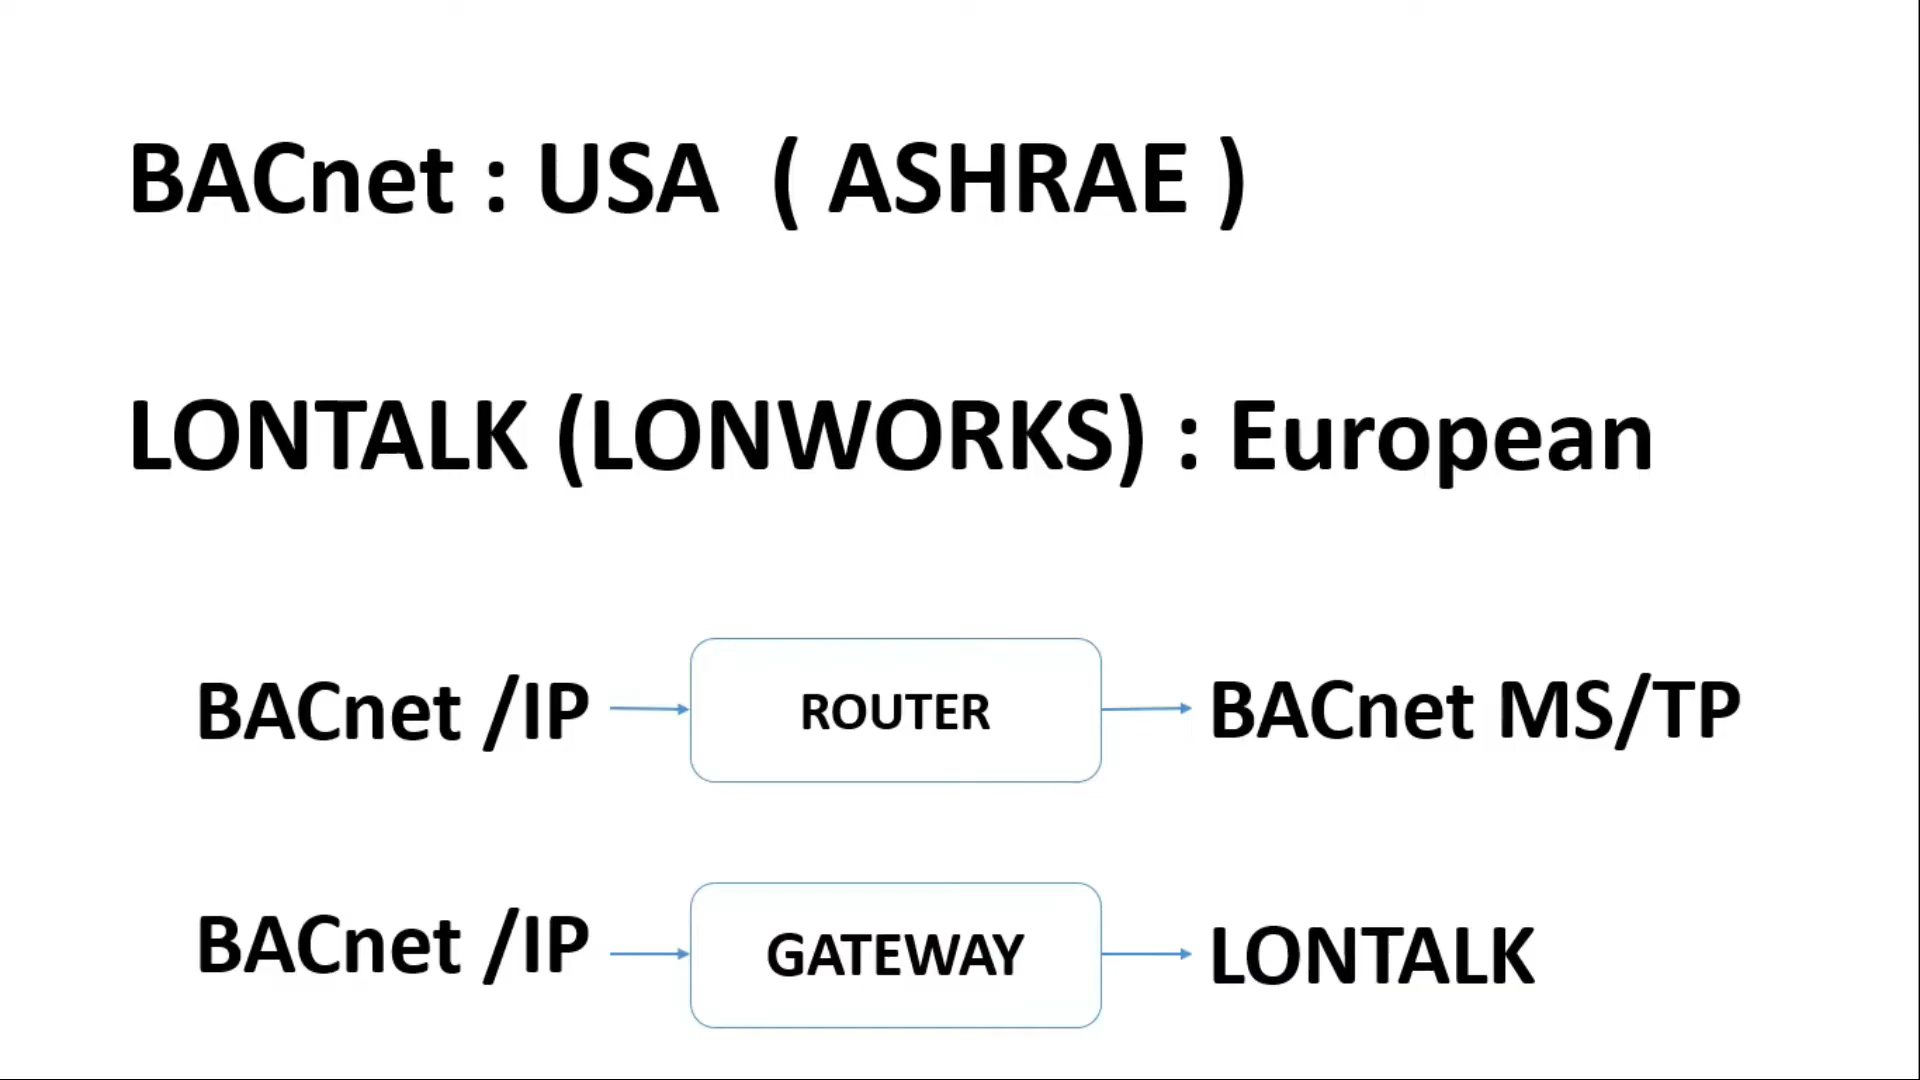 BACnet : USA ( ASHRAE )
LONTALK (LONWORKS) : European
BACnet /IP ROUTER BACnet MS/TP
BACnet /IP GATEWAY LONTALK